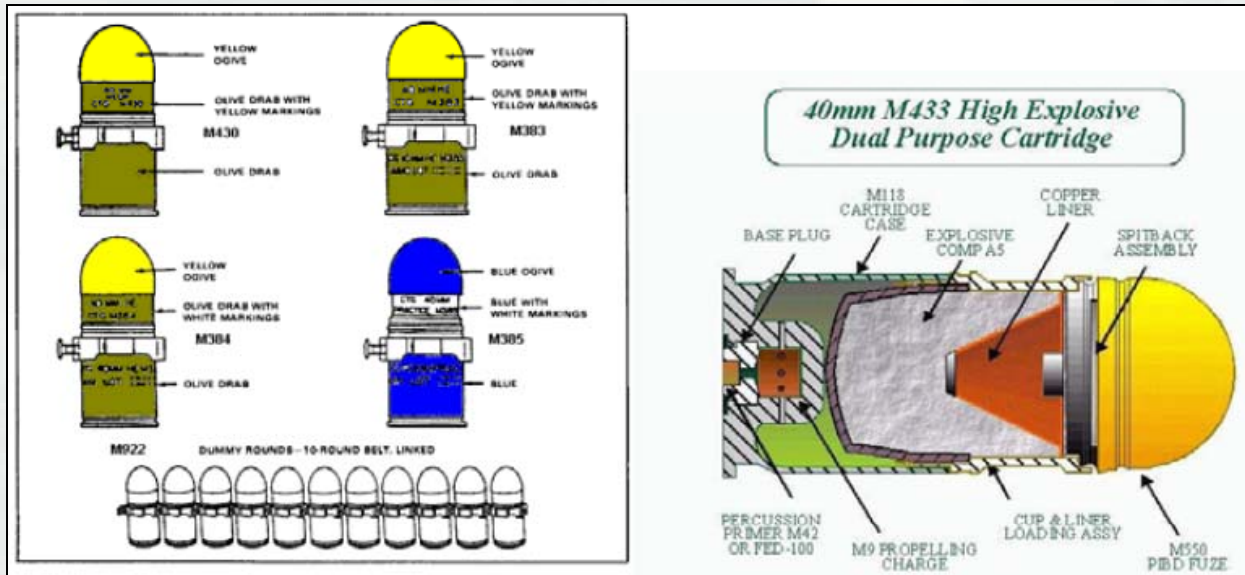 YELLOW
OGIVE
OLIVE DRAB WITH
YELLOW MARKINGS
M430
OLIVE DRAB
YELLOW
OGIVE
OLIVE DRAB WITH
YELLOW MARKINGS
M383
OLIVE DRAB
YELLOW
OGIVE
OLIVE DRAB WITH
WHITE MARKINGS
M384
OLIVE DRAB
BLUE OGIVE
BLUE WITH
WHITE MARKINGS
M385
BLUE
M922
DUMMY ROUNDS—10-ROUND BELT, LINKED
40mm M433 High Explosive
Dual Purpose Cartridge
BASE PLUG
M118
CARTRIDGE
CASE
EXPLOSIVE
COMP A5
COPPER
LINER
SPITBACK
ASSEMBLY
PERCUSSION
PRIMER M42
OR FED-100
M9 PROPELLING
CHARGE
CUP & LINER
LOADING ASSY
M550
PIBD FUZE